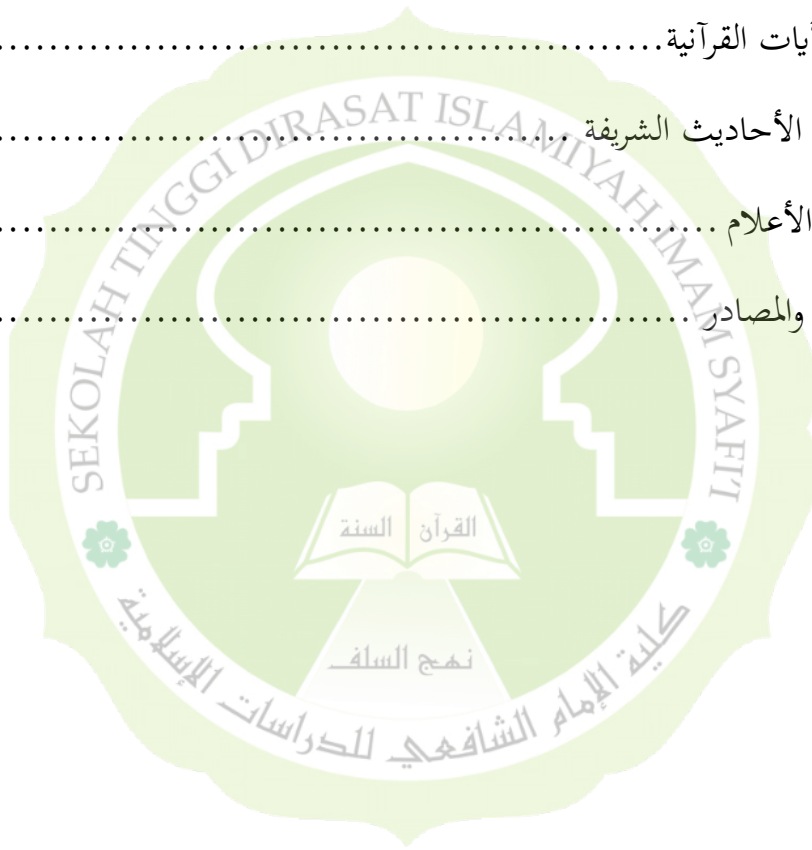 يات القرآنية......................................................
الأحاديث الشريفة ..............................................
الأعلام ........................................................
والمصادر ......................................................
SEKOLAH TINGGI DIRASAT ISLAMIYAH IMAM SYAFI'I
القرآن السنة
نهج السلف
كلية الإمام الشافعي للدراسات الإسلامية